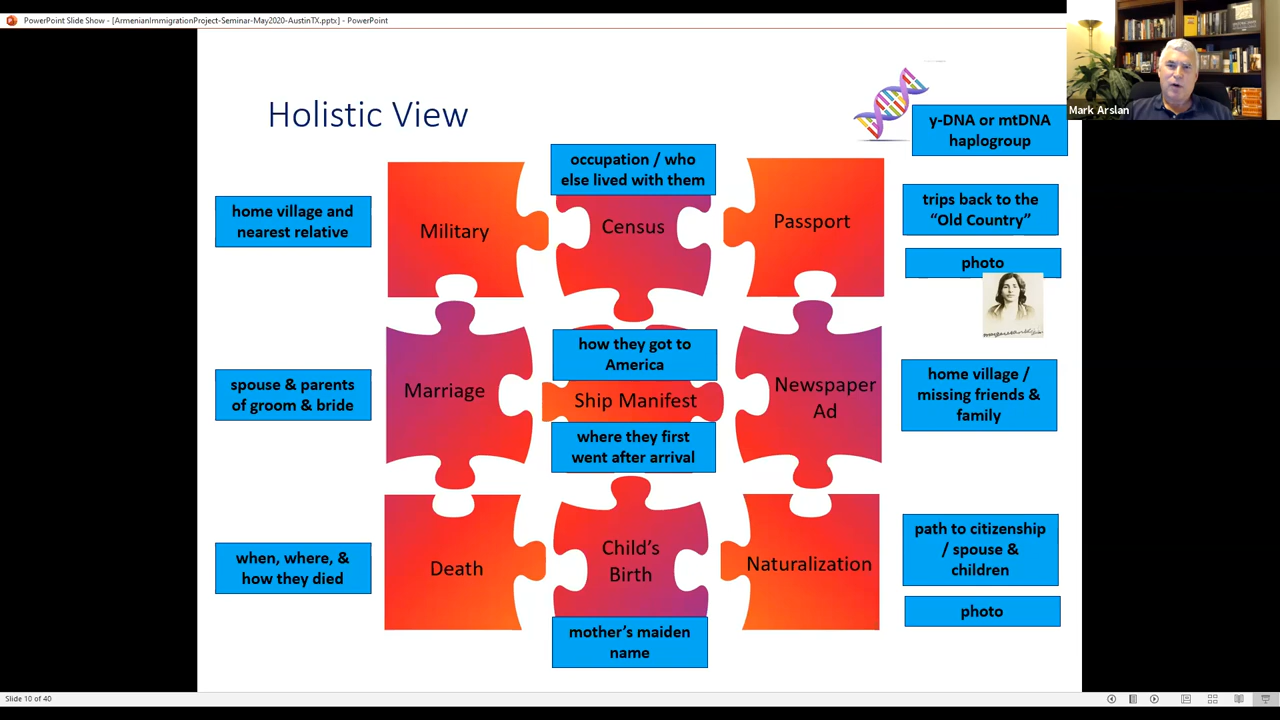 PowerPoint Slide Show - [ArmenianImmigrationProject-Seminar-May2020-AustinTX.pptx] - PowerPoint
Mark Arslan
Holistic View
y-DNA or mtDNA
haplogroup
occupation / who
else lived with them
home village and
nearest relative
Military
Census
Passport
trips back to the
“Old Country”
photo
how they got to
America
spouse & parents
of groom & bride
Marriage
Ship Manifest
Newspaper
Ad
home village /
missing friends &
family
where they first
went after arrival
when, where, &
how they died
Death
Child’s
Birth
Naturalization
path to citizenship
/ spouse &
children
photo
mother’s maiden
name
Slide 10 of 40